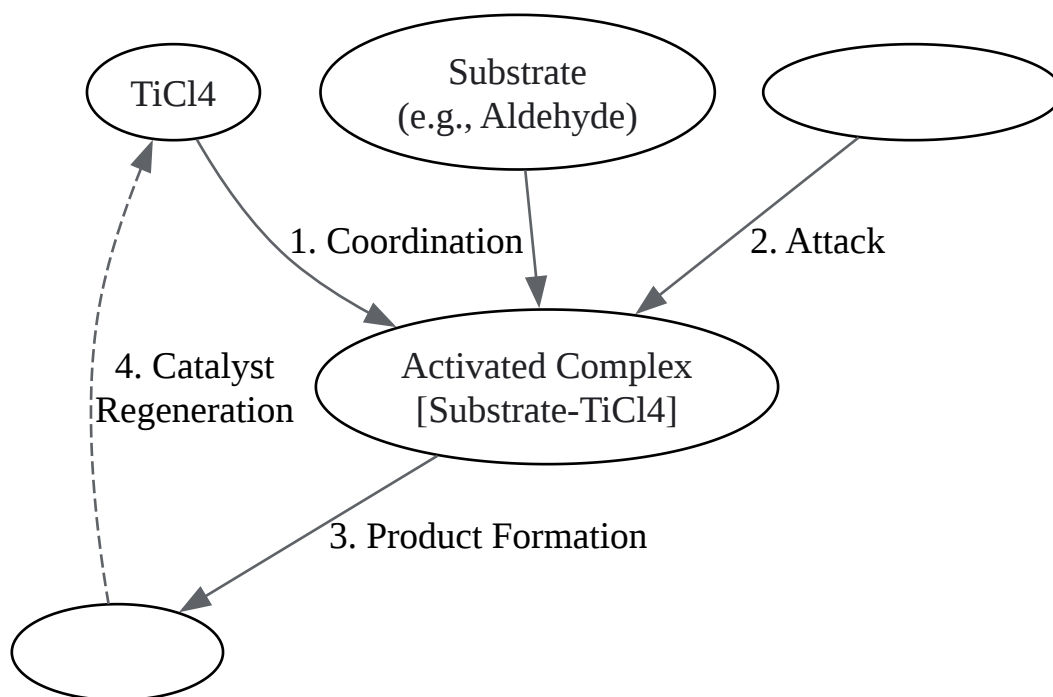 TiCl4
Substrate
(e.g., Aldehyde)
1. Coordination
2. Attack
4. Catalyst
Regeneration
Activated Complex
[Substrate-TiCl4]
3. Product Formation